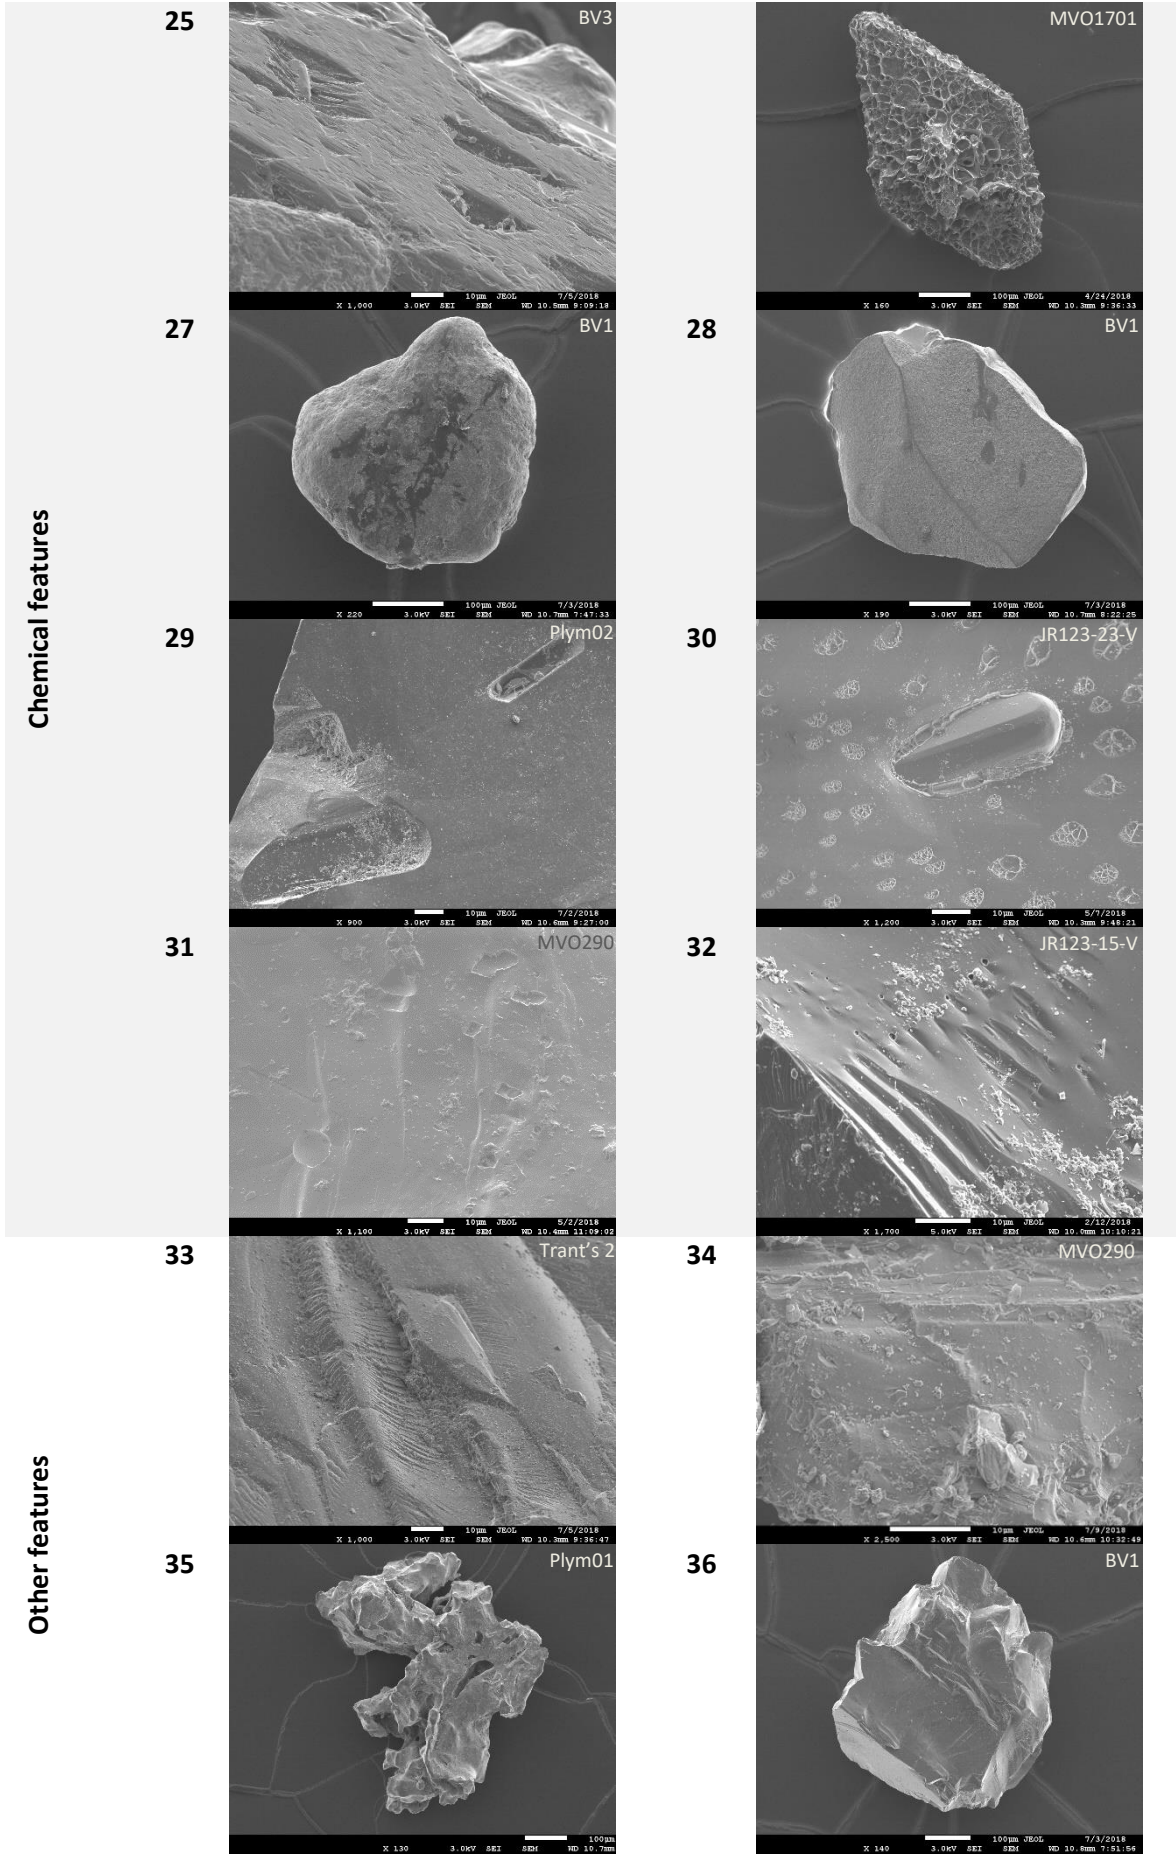 25
BV3
X 1,000 10µm JEOL 7/5/2018
3.0kV SEI SEM WD 10.5mm 9:09:18
MVO1701
X 160 100µm JEOL 4/24/2018
3.0kV SEI SEM WD 10.3mm 9:36:33
27
BV1
X 220 100µm JEOL 7/3/2018
3.0kV SEI SEM WD 10.7mm 7:47:33
28
BV1
X 190 100µm JEOL 7/3/2018
3.0kV SEI SEM WD 10.7mm 8:22:25
Chemical features
29
Plym02
X 900 10µm JEOL 7/2/2018
3.0kV SEI SEM WD 10.6mm 9:27:00
30
JR123-23-V
X 1,200 10µm JEOL 5/7/2018
3.0kV SEI SEM WD 10.3mm 9:48:21
31
MVO290
X 1,100 10µm JEOL 5/2/2018
3.0kV SEI SEM WD 10.4mm 11:09:02
32
JR123-15-V
X 1,700 10µm JEOL 2/12/2018
5.0kV SEI SEM WD 10.0mm 10:10:21
33
Trant's 2
X 1,000 10µm JEOL 7/5/2018
3.0kV SEI SEM WD 10.3mm 9:36:47
34
MVO290
X 2,500 10µm JEOL 7/9/2018
3.0kV SEI SEM WD 10.6mm 10:32:49
Other features
35
Plym01
100µm
X 130 3.0kV SEI SEM WD 10.7mm
36
BV1
X 140 100µm JEOL 7/3/2018
3.0kV SEI SEM WD 10.8mm 7:51:56